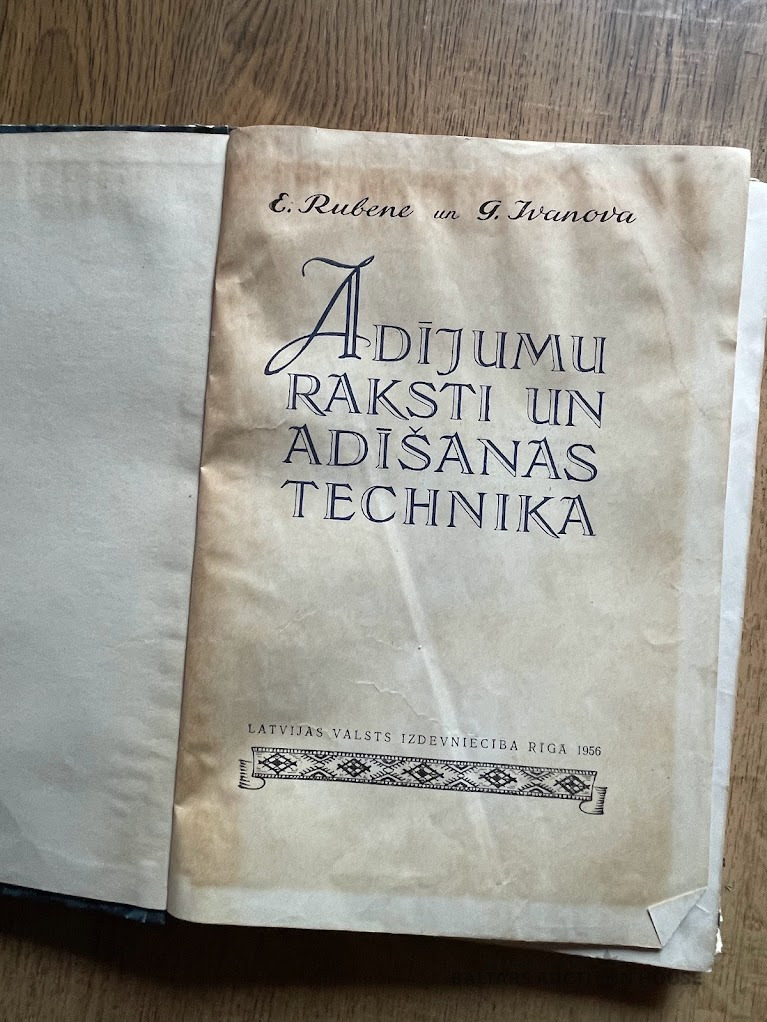 E. Rubene un G. Ivanova
ADĪJUMU
RAKSTI UN
ADĪŠANAS
TECHNIKA
LATVIJAS VALSTS IZDEVNIECĪBA RĪGĀ 1956